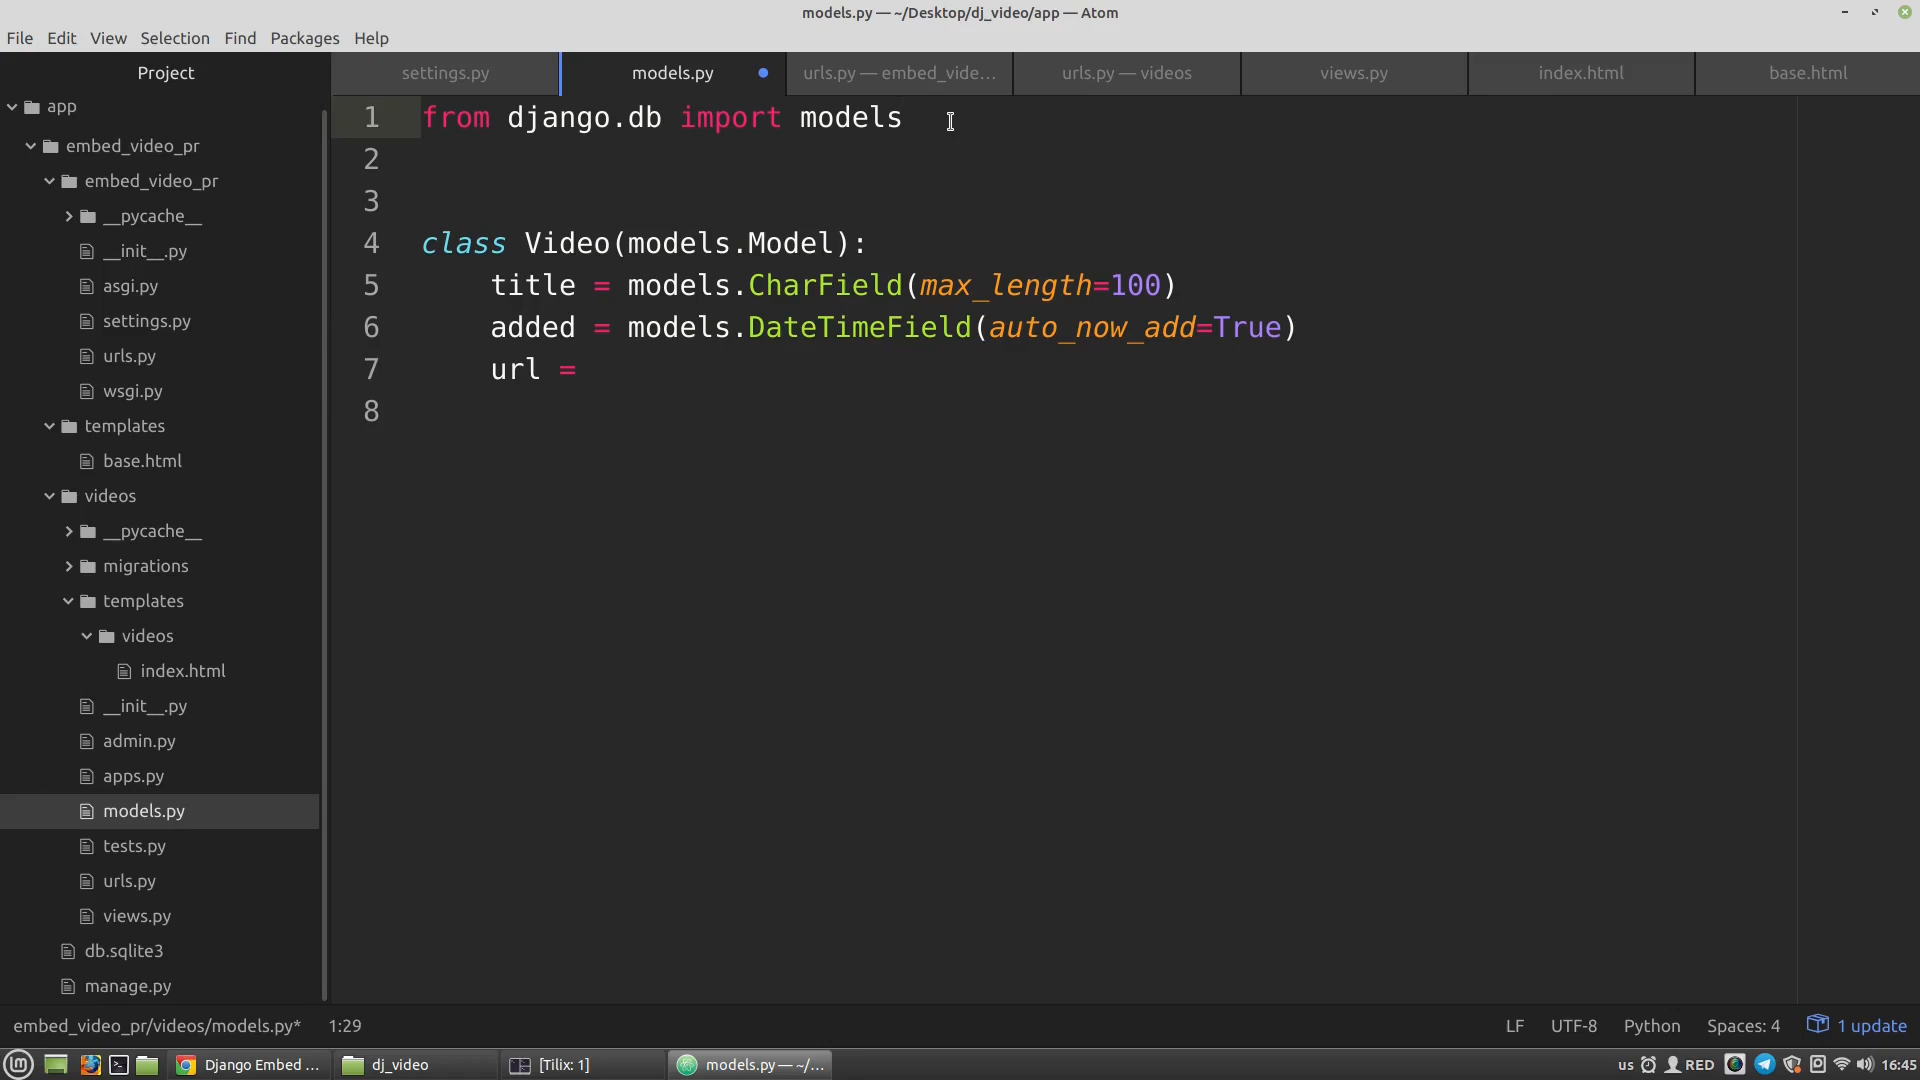 models.py — ~/Desktop/dj_video/app — Atom
File Edit View Selection Find Packages Help
Project
settings.py
models.py
urls.py — embed_vide...
urls.py — videos
views.py
index.html
base.html
app
embed_video_pr
embed_video_pr
__pycache__
__init__.py
asgi.py
settings.py
urls.py
wsgi.py
templates
base.html
videos
__pycache__
migrations
templates
videos
index.html
__init__.py
admin.py
apps.py
models.py
tests.py
urls.py
views.py
db.sqlite3
manage.py
1 from django.db import models
2
3
4 class Video(models.Model):
5 title = models.CharField(max_length=100)
6 added = models.DateTimeField(auto_now_add=True)
7 url =
8
embed_video_pr/videos/models.py* 1:29
LF UTF-8 Python Spaces: 4 1 update
Django Embed ...
dj_video
[Tilix: 1]
models.py — ~/...
us RED 16:45